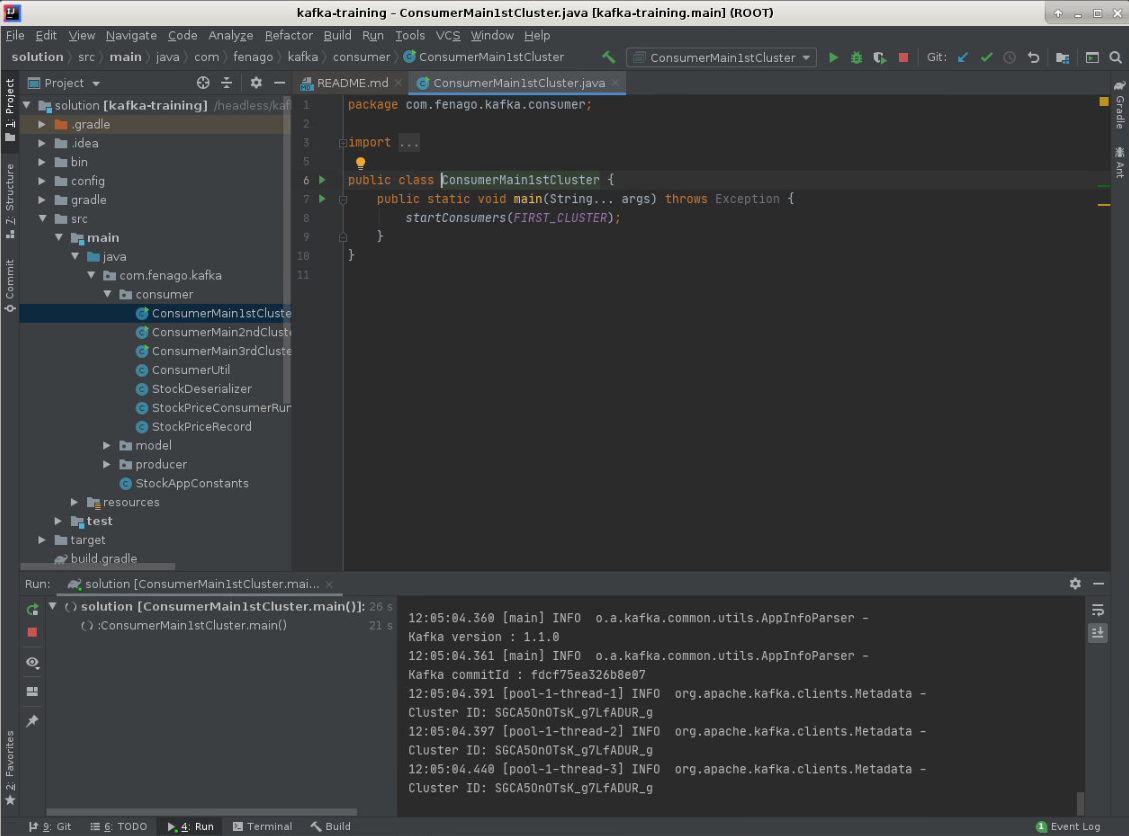 kafka-training – ConsumerMain1stCluster.java [kafka-training.main] (ROOT)
File Edit View Navigate Code Analyze Refactor Build Run Tools VCS Window Help
solution src main java com fenago kafka consumer ConsumerMain1stCluster ConsumerMain1stCluster Git:
Project README.md ConsumerMain1stCluster.java
1: Project
7: Structure
Commit
2: Favorites
Gradle
Ant
solution [kafka-training] /headless/kaf
.gradle
.idea
bin
config
gradle
src
main
java
com.fenago.kafka
consumer
ConsumerMain1stCluste
ConsumerMain2ndCluste
ConsumerMain3rdCluste
ConsumerUtil
StockDeserializer
StockPriceConsumerRun
StockPriceRecord
model
producer
StockAppConstants
resources
test
target
build.gradle
1 package com.fenago.kafka.consumer;
2
3 import ...
5
6 public class ConsumerMain1stCluster {
7 public static void main(String... args) throws Exception {
8 startConsumers(FIRST_CLUSTER);
9 }
10 }
11
Run: solution [ConsumerMain1stCluster.mai...
solution [ConsumerMain1stCluster.main()]: 26 s
:ConsumerMain1stCluster.main() 21 s
12:05:04.360 [main] INFO o.a.kafka.common.utils.AppInfoParser -
Kafka version : 1.1.0
12:05:04.361 [main] INFO o.a.kafka.common.utils.AppInfoParser -
Kafka commitId : fdcf75ea326b8e07
12:05:04.391 [pool-1-thread-1] INFO org.apache.kafka.clients.Metadata -
Cluster ID: SGCA5OnOTsK_g7LfADUR_g
12:05:04.397 [pool-1-thread-2] INFO org.apache.kafka.clients.Metadata -
Cluster ID: SGCA5OnOTsK_g7LfADUR_g
12:05:04.440 [pool-1-thread-3] INFO org.apache.kafka.clients.Metadata -
Cluster ID: SGCA5OnOTsK_g7LfADUR_g
9: Git 6: TODO 4: Run Terminal Build 1 Event Log